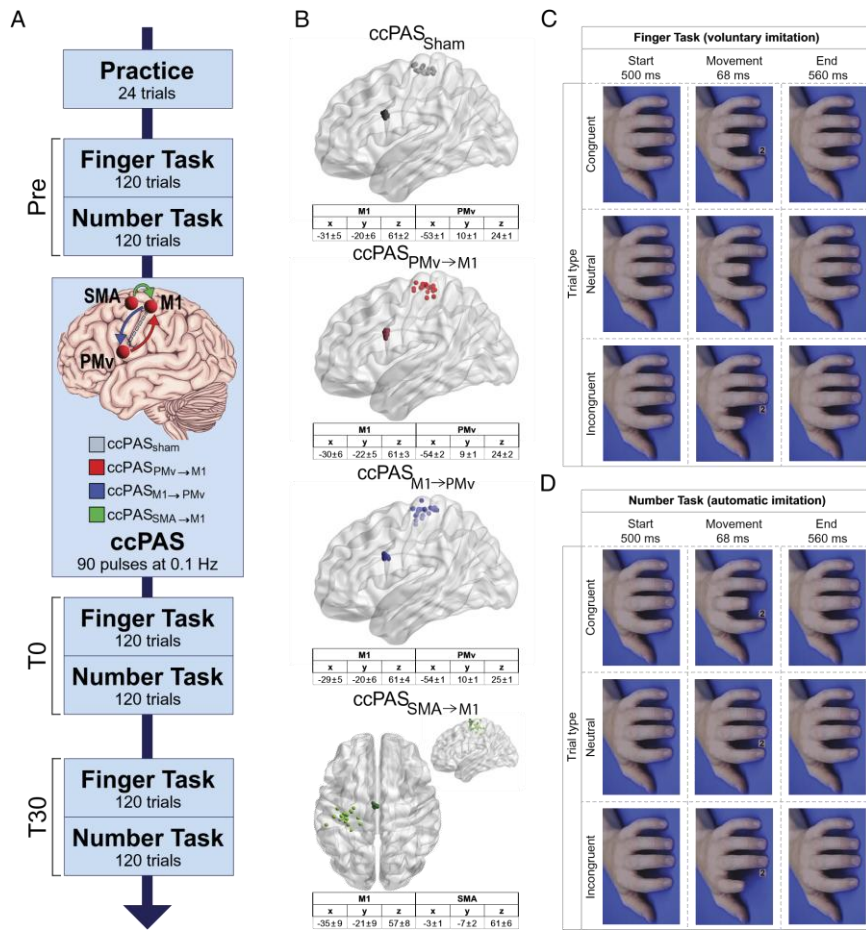 A
Practice
24 trials
Pre
Finger Task
120 trials
Number Task
120 trials
SMA
M1
PMv
ccPASsham
ccPASPMv→M1
ccPASM1→PMv
ccPASSMA→M1
ccPAS
90 pulses at 0.1 Hz
T0
Finger Task
120 trials
Number Task
120 trials
T30
Finger Task
120 trials
Number Task
120 trials
B
ccPASSham
M1 PMv
x y z x y z
-31±5 -20±6 61±2 -53±1 10±1 24±1
ccPASPMv→M1
M1 PMv
x y z x y z
-30±6 -22±5 61±3 -54±2 9±1 24±2
ccPASM1→PMv
M1 PMv
x y z x y z
-29±5 -20±6 61±4 -54±1 10±1 25±1
ccPASSMA→M1
M1 SMA
x y z x y z
-35±9 -21±9 57±8 -3±1 -7±2 61±6
C
Finger Task (voluntary imitation)
Start Movement End
500 ms 68 ms 560 ms
Trial type
Congruent
2
Neutral
Incongruent
2
D
Number Task (automatic imitation)
Start Movement End
500 ms 68 ms 560 ms
Trial type
Congruent
2
Neutral
2
Incongruent
2